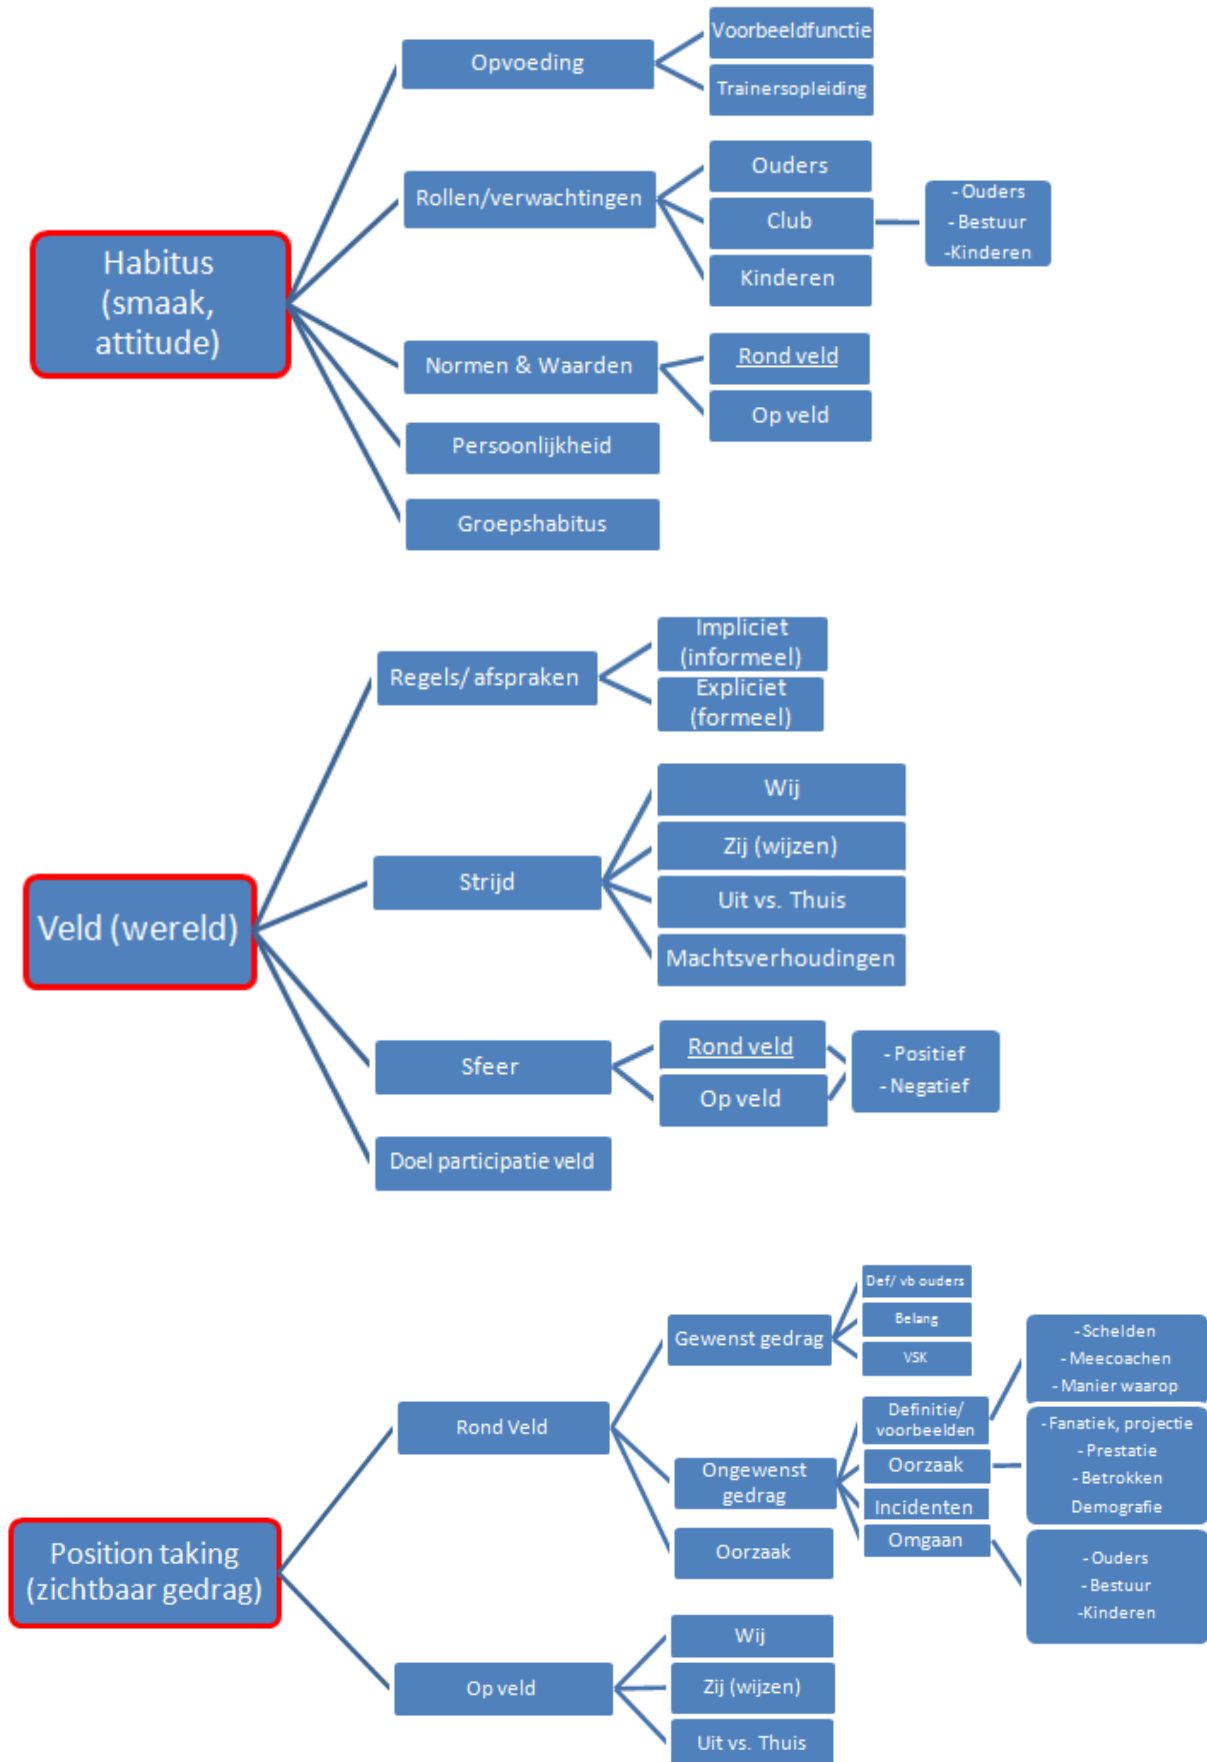 Voorbeeldfunctie
Opvoeding
Trainersopleiding
Ouders
Rollen/verwachtingen
Club
- Ouders
- Bestuur
-Kinderen
Kinderen
Habitus
(smaak,
attitude)
Normen & Waarden
Rond veld
Op veld
Persoonlijkheid
Groepshabitus
Impliciet
(informeel)
Regels/ afspraken
Expliciet
(formeel)
Wij
Zij (wijzen)
Strijd
Uit vs. Thuis
Machtsverhoudingen
Veld (wereld)
Rond veld
Sfeer
- Positief
- Negatief
Op veld
Doel participatie veld
Def/ vb ouders
Gewenst gedrag
Belang
VSK
- Schelden
- Meecoachen
- Manier waarop
Rond Veld
Definitie/
voorbeelden
- Fanatiek, projectie
- Prestatie
- Betrokken
Demografie
Ongewenst
gedrag
Oorzaak
Incidenten
Omgaan
Oorzaak
- Ouders
- Bestuur
-Kinderen
Position taking
(zichtbaar gedrag)
Wij
Op veld
Zij (wijzen)
Uit vs. Thuis